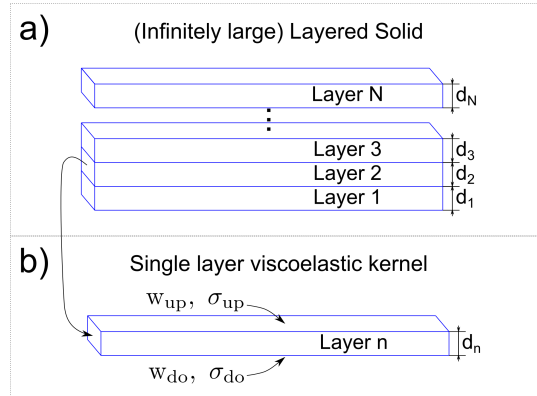 a)
(Infinitely large) Layered Solid
Layer N
d_N
Layer 3
d_3
Layer 2
d_2
Layer 1
d_1
b)
Single layer viscoelastic kernel
w_up, σ_up
Layer n
d_n
w_do, σ_do